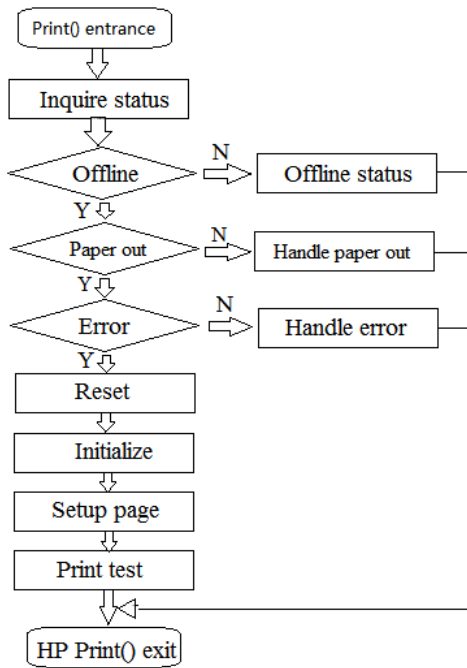 Print() entrance
Inquire status
Offline
N
Offline status
Y
Paper out
N
Handle paper out
Y
Error
N
Handle error
Y
Reset
Initialize
Setup page
Print test
HP Print() exit